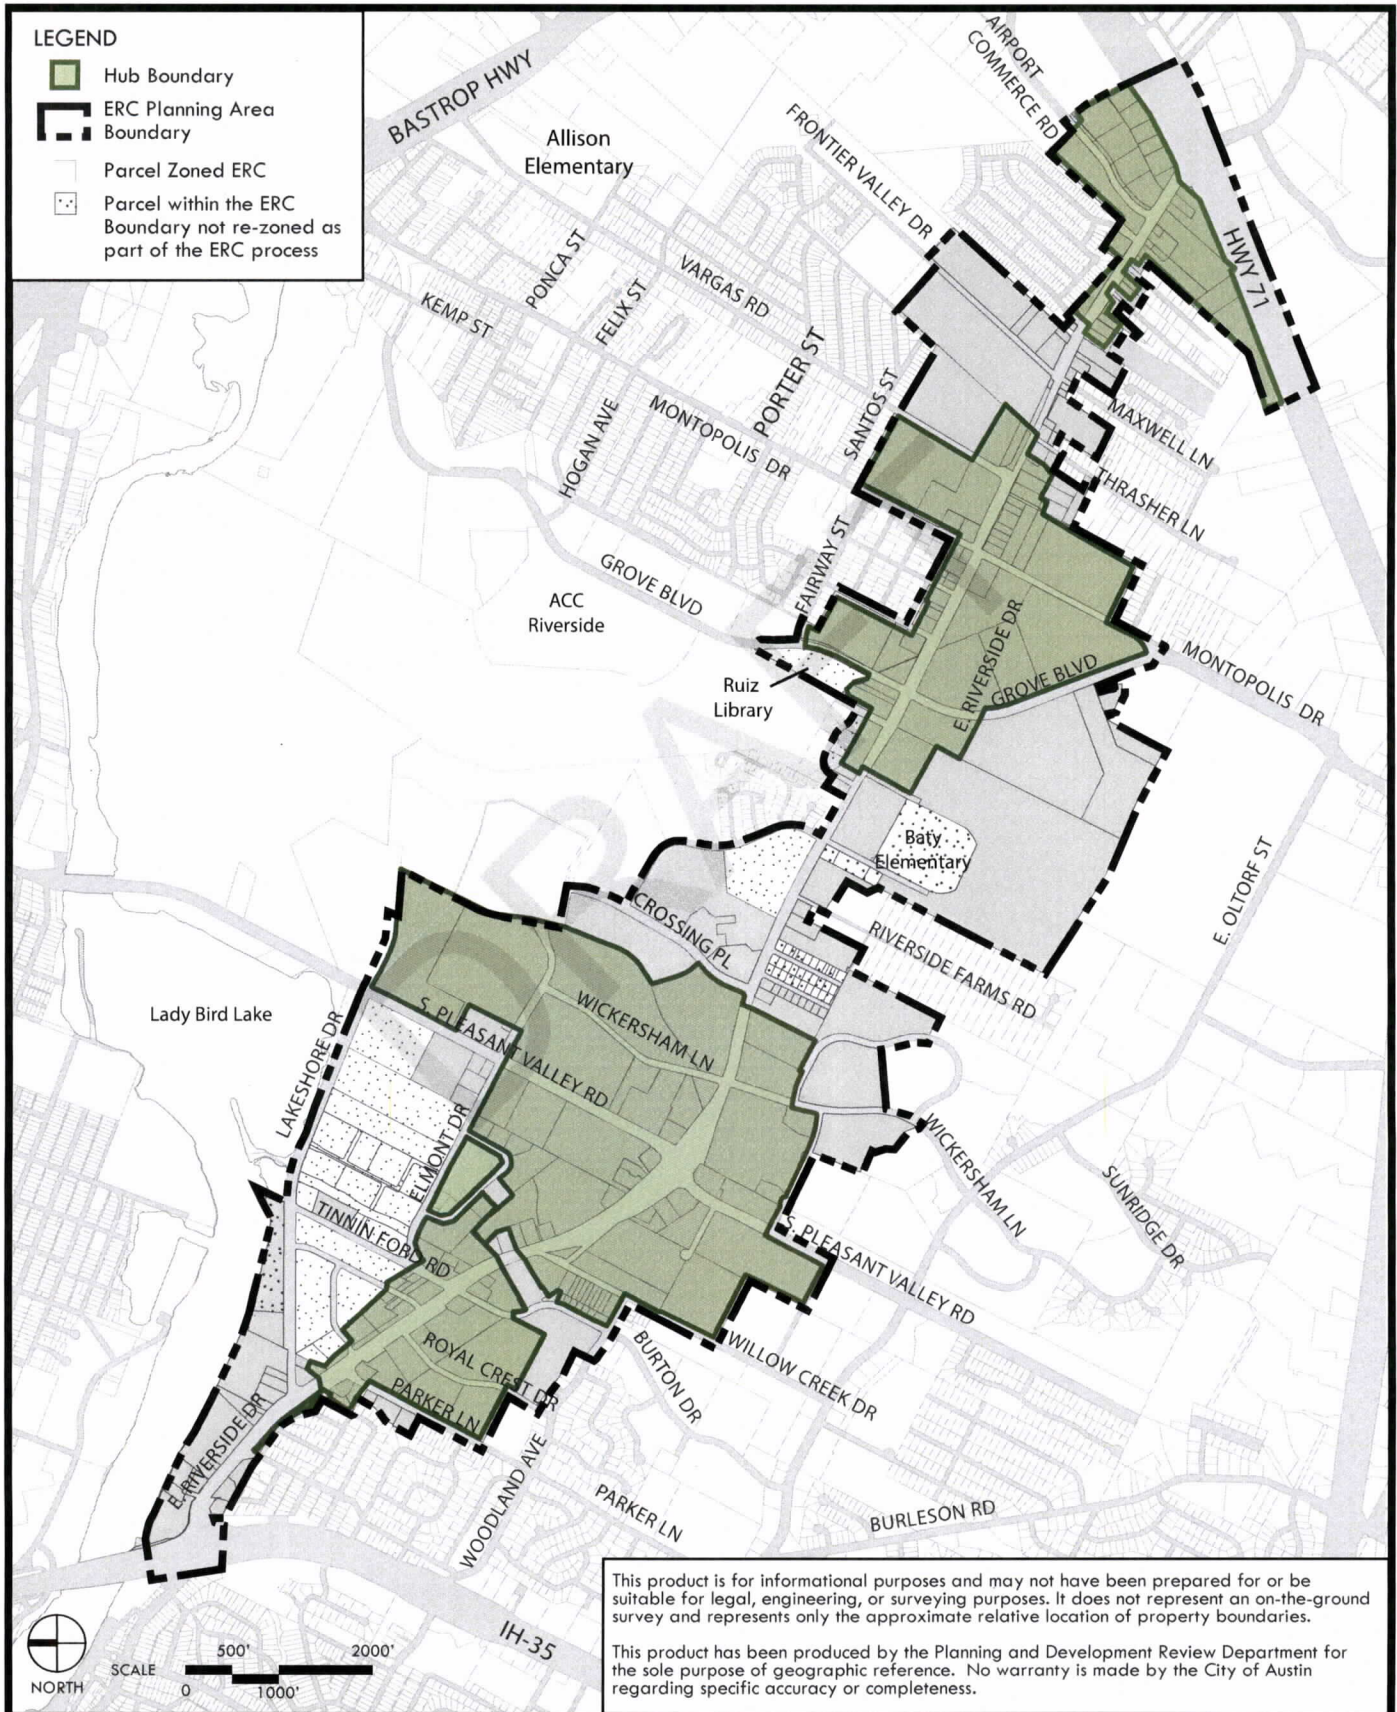 LEGEND
Hub Boundary
ERC Planning Area
Boundary
Parcel Zoned ERC
Parcel within the ERC
Boundary not re-zoned as
part of the ERC process
BASTROP HWY
AIRPORT
COMMERCE RD
Allison
Elementary
FRONTIER VALLEY DR
HWY 71
PONCA ST
VARGAS RD
KEMP ST
FELIX ST
PORTER ST
SANTOS ST
HOGAN AVE
MONTOPOLIS DR
MAXWELL LN
THRASHER LN
FAIRWAY ST
GROVE BLVD
ACC
Riverside
E. RIVERSIDE DR
GROVE BLVD
MONTOPOLIS DR
Ruiz
Library
DRAFT
Baty
Elementary
E. OLTORF ST
CROSSING PL
RIVERSIDE FARMS RD
Lady Bird Lake
LAKESHORE DR
S. PLEASANT VALLEY RD
WICKERSHAM LN
ELMONT DR
WICKERSHAM LN
SUNRIDGE DR
TINNIN FORD RD
S. PLEASANT VALLEY RD
ROYAL CREST DR
PARKER LN
BURTON DR
WILLOW CREEK DR
E. RIVERSIDE DR
WOODLAND AVE
PARKER LN
BURLESON RD
IH-35
NORTH
SCALE
500'
2000'
0
1000'
This product is for informational purposes and may not have been prepared for or be
suitable for legal, engineering, or surveying purposes. It does not represent an on-the-ground
survey and represents only the approximate relative location of property boundaries.
This product has been produced by the Planning and Development Review Department for
the sole purpose of geographic reference. No warranty is made by the City of Austin
regarding specific accuracy or completeness.